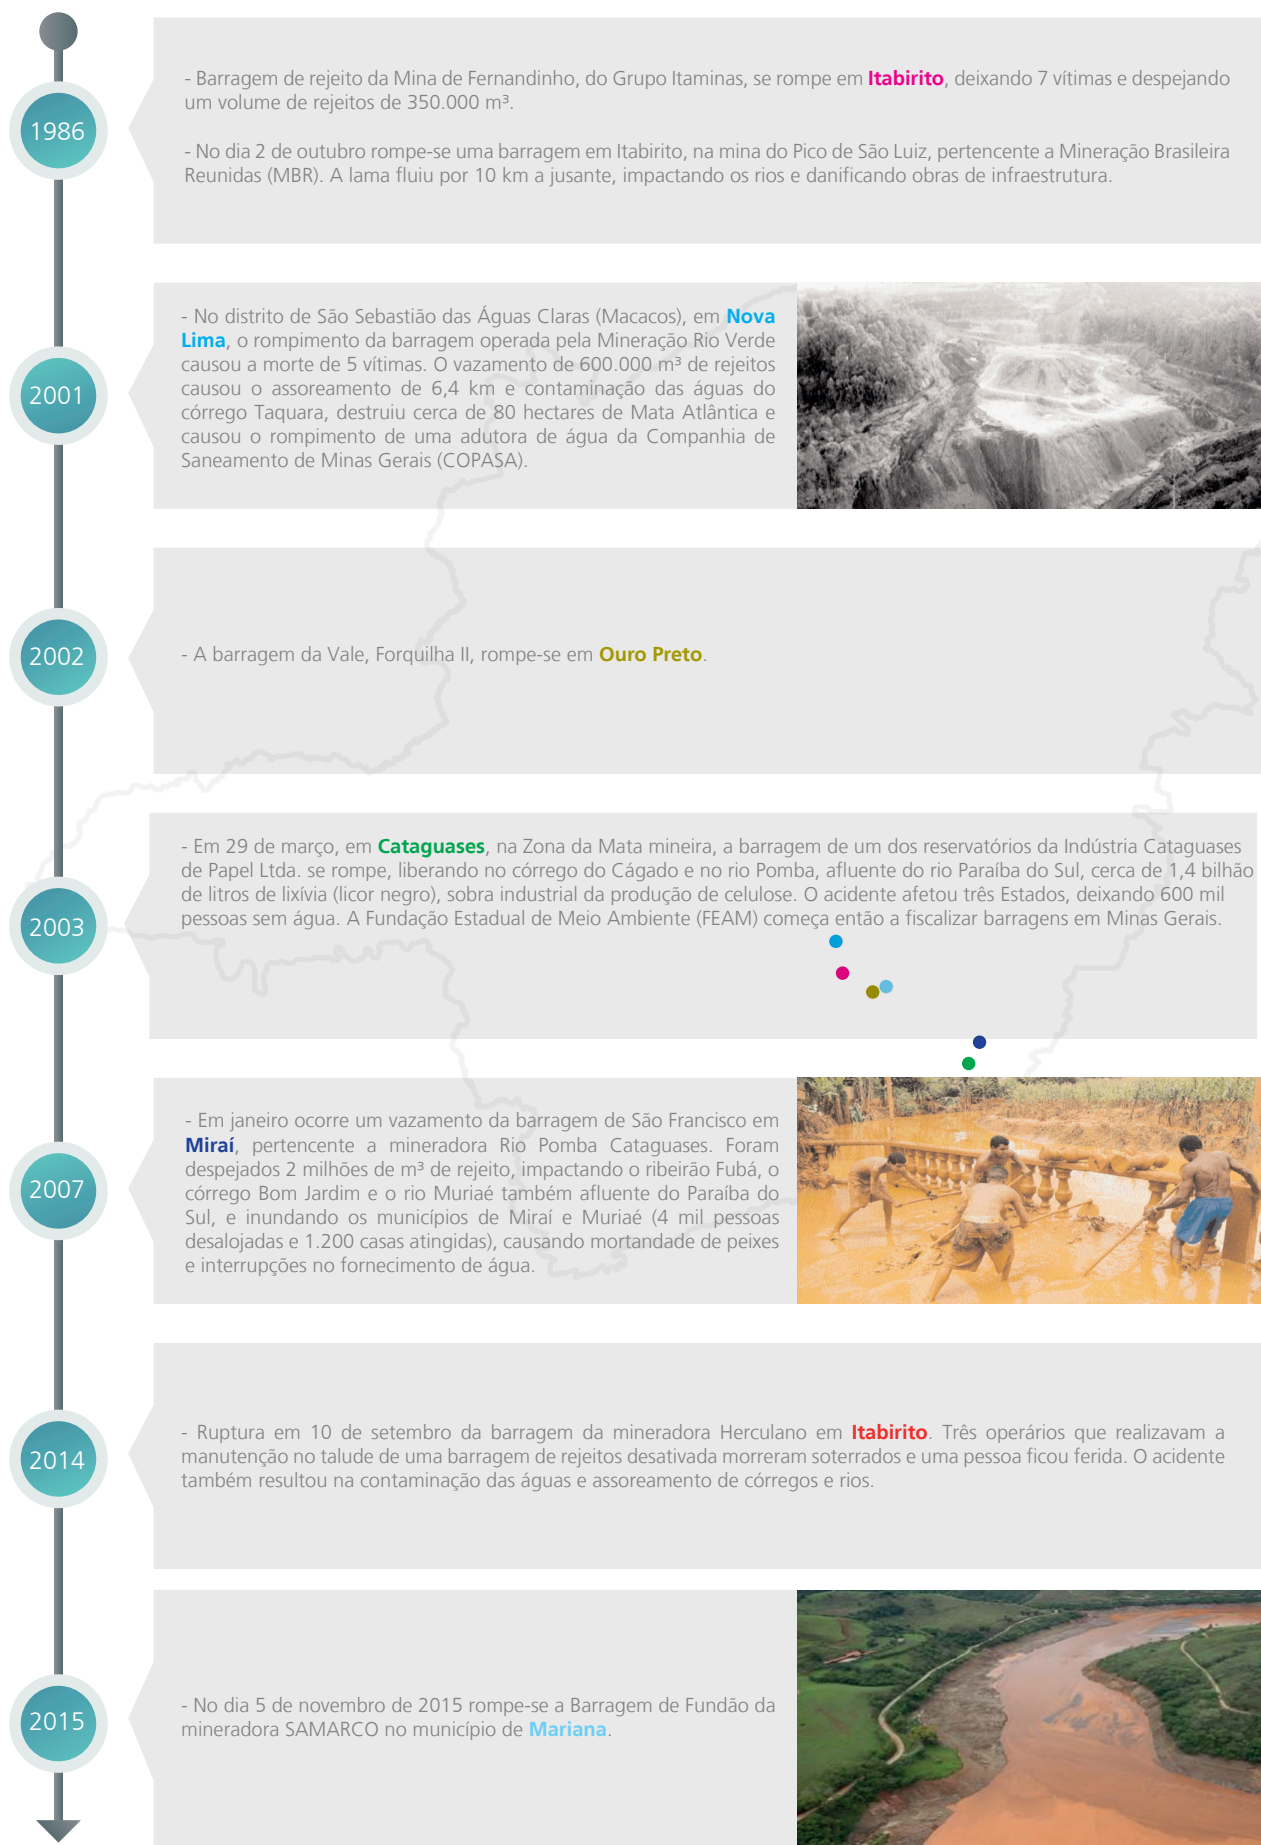 1986
- Barragem de rejeito da Mina de Fernandinho, do Grupo Itaminas, se rompe em Itabirito, deixando 7 vítimas e despejando
um volume de rejeitos de 350.000 m³.
- No dia 2 de outubro rompe-se uma barragem em Itabirito, na mina do Pico de São Luiz, pertencente a Mineração Brasileira
Reunidas (MBR). A lama fluiu por 10 km a jusante, impactando os rios e danificando obras de infraestrutura.
2001
- No distrito de São Sebastião das Águas Claras (Macacos), em Nova
Lima, o rompimento da barragem operada pela Mineração Rio Verde
causou a morte de 5 vítimas. O vazamento de 600.000 m³ de rejeitos
causou o assoreamento de 6,4 km e contaminação das águas do
córrego Taquara, destruiu cerca de 80 hectares de Mata Atlântica e
causou o rompimento de uma adutora de água da Companhia de
Saneamento de Minas Gerais (COPASA).
2002
- A barragem da Vale, Forquilha II, rompe-se em Ouro Preto.
2003
- Em 29 de março, em Cataguases, na Zona da Mata mineira, a barragem de um dos reservatórios da Indústria Cataguases
de Papel Ltda. se rompe, liberando no córrego do Cágado e no rio Pomba, afluente do rio Paraíba do Sul, cerca de 1,4 bilhão
de litros de lixívia (licor negro), sobra industrial da produção de celulose. O acidente afetou três Estados, deixando 600 mil
pessoas sem água. A Fundação Estadual de Meio Ambiente (FEAM) começa então a fiscalizar barragens em Minas Gerais.
2007
- Em janeiro ocorre um vazamento da barragem de São Francisco em
Miraí, pertencente a mineradora Rio Pomba Cataguases. Foram
despejados 2 milhões de m³ de rejeito, impactando o ribeirão Fubá, o
córrego Bom Jardim e o rio Muriaé também afluente do Paraíba do
Sul, e inundando os municípios de Miraí e Muriaé (4 mil pessoas
desalojadas e 1.200 casas atingidas), causando mortandade de peixes
e interrupções no fornecimento de água.
2014
- Ruptura em 10 de setembro da barragem da mineradora Herculano em Itabirito. Três operários que realizavam a
manutenção no talude de uma barragem de rejeitos desativada morreram soterrados e uma pessoa ficou ferida. O acidente
também resultou na contaminação das águas e assoreamento de córregos e rios.
2015
- No dia 5 de novembro de 2015 rompe-se a Barragem de Fundão da
mineradora SAMARCO no município de Mariana.